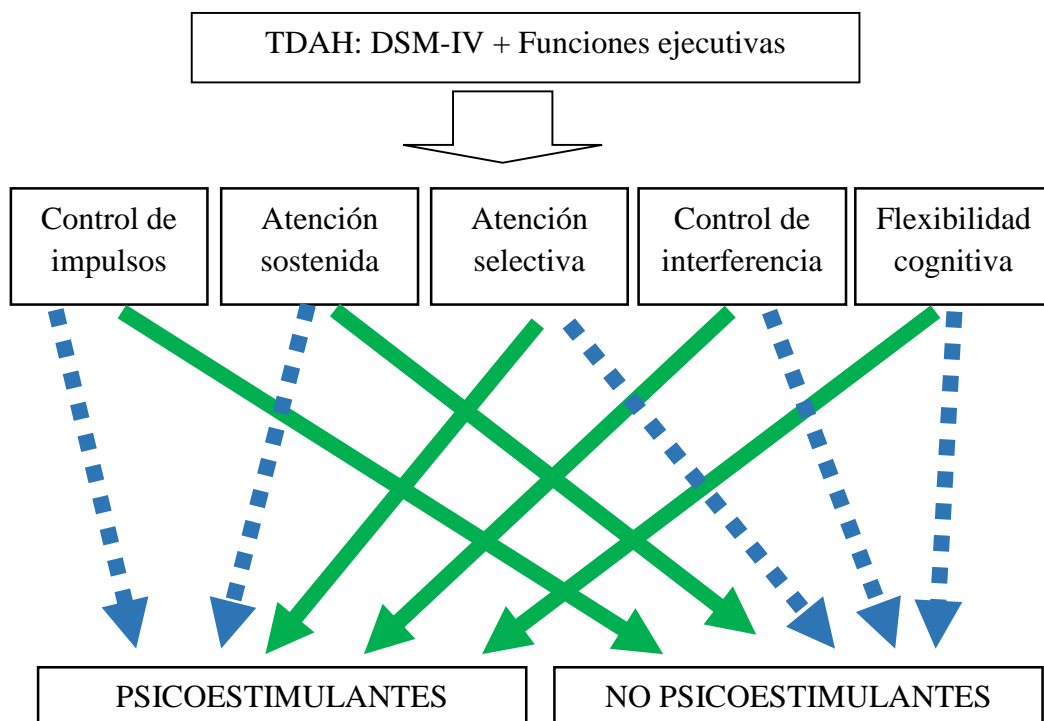 TDAH: DSM-IV + Funciones ejecutivas
Control de
impulsos
Atención
sostenida
Atención
selectiva
Control de
interferencia
Flexibilidad
cognitiva
PSICOESTIMULANTES
NO PSICOESTIMULANTES